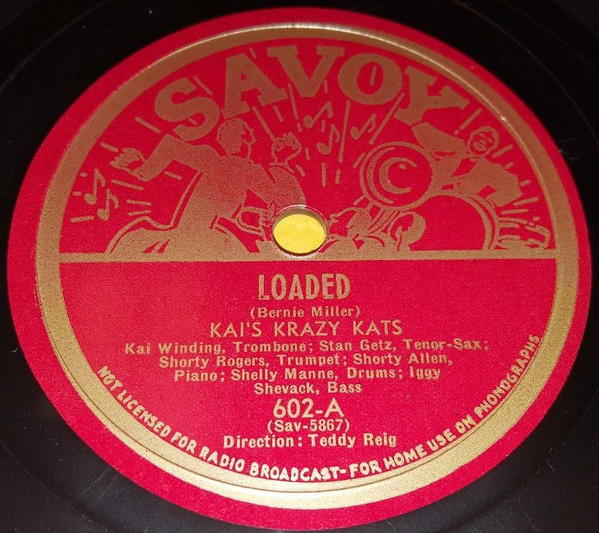 SAVOY
C
LOADED
(Bernie Miller)
KAI'S KRAZY KATS
Kai Winding, Trombone; Stan Getz, Tenor-Sax;
Shorty Rogers, Trumpet; Shorty Allen,
Piano; Shelly Manne, Drums; Iggy
Shevack, Bass
602-A
(Sav-5867)
Direction: Teddy Reig
NOT LICENSED FOR RADIO BROADCAST-FOR HOME USE ON PHONOGRAPHS